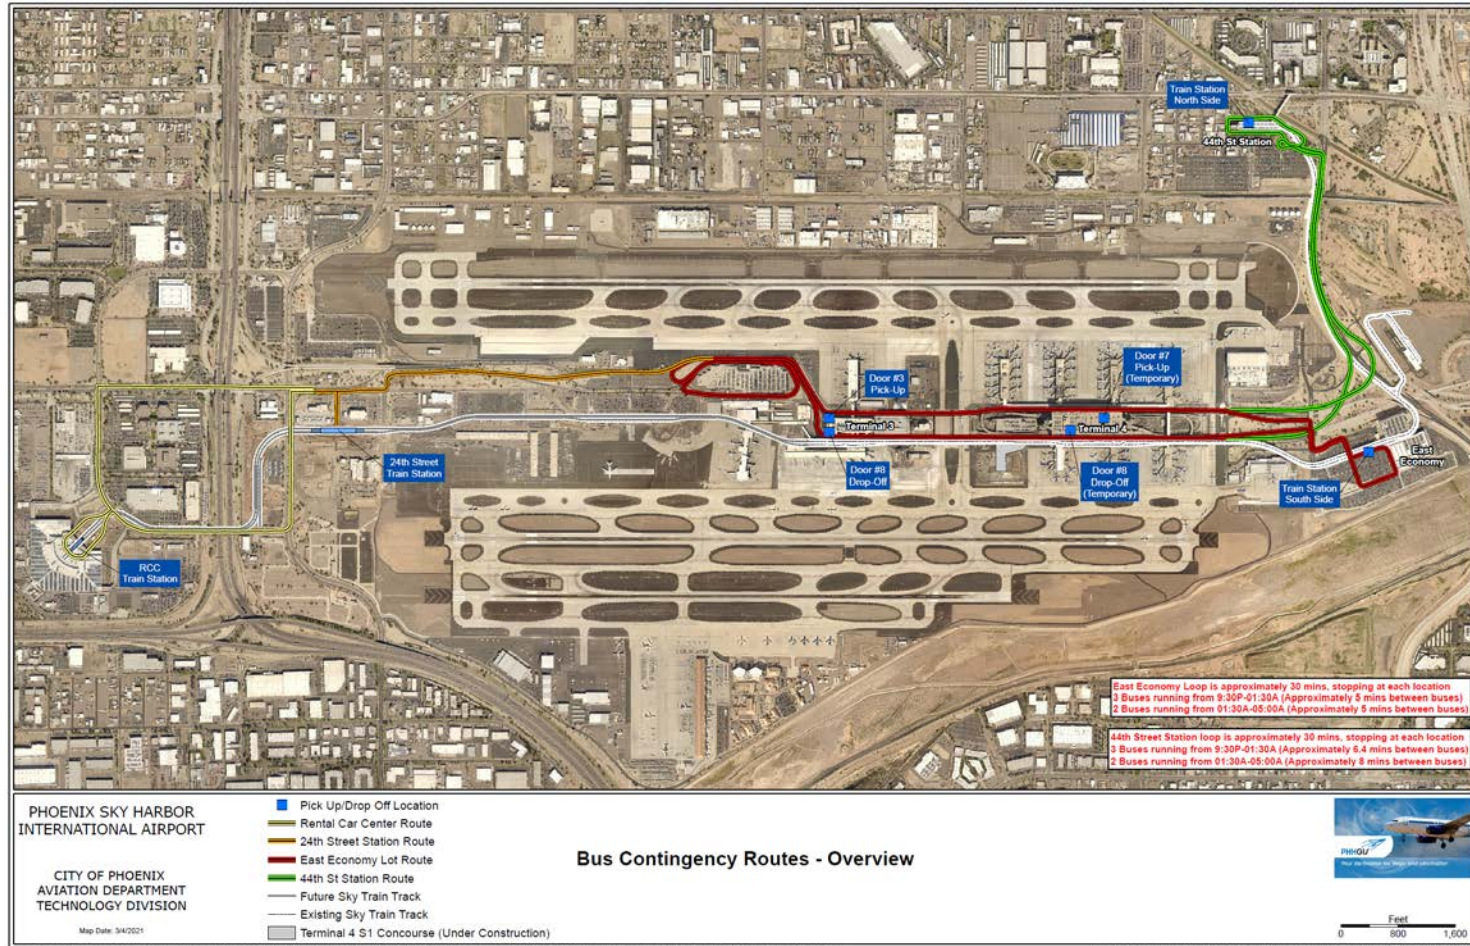 Train Station
North Side
44th St Station
Door #7
Pick-Up
(Temporary)
Door #3
Pick-Up
Terminal 3
Terminal 4
24th Street
Train Station
Door #8
Drop-Off
Door #8
Drop-Off
(Temporary)
East
Economy
Train Station
South Side
RCC
Train Station
East Economy Loop is approximately 30 mins, stopping at each location
3 Buses running from 9:30P-01:30A (Approximately 5 mins between buses)
2 Buses running from 01:30A-05:00A (Approximately 5 mins between buses)
44th Street Station loop is approximately 30 mins, stopping at each location
3 Buses running from 9:30P-01:30A (Approximately 6.4 mins between buses)
2 Buses running from 01:30A-05:00A (Approximately 8 mins between buses)
PHOENIX SKY HARBOR
INTERNATIONAL AIRPORT
CITY OF PHOENIX
AVIATION DEPARTMENT
TECHNOLOGY DIVISION
Map Date: 3/4/2021
Pick Up/Drop Off Location
Rental Car Center Route
24th Street Station Route
East Economy Lot Route
44th St Station Route
Future Sky Train Track
Existing Sky Train Track
Terminal 4 S1 Concourse (Under Construction)
Bus Contingency Routes - Overview
PHXGIS
Feet
0 800 1,600